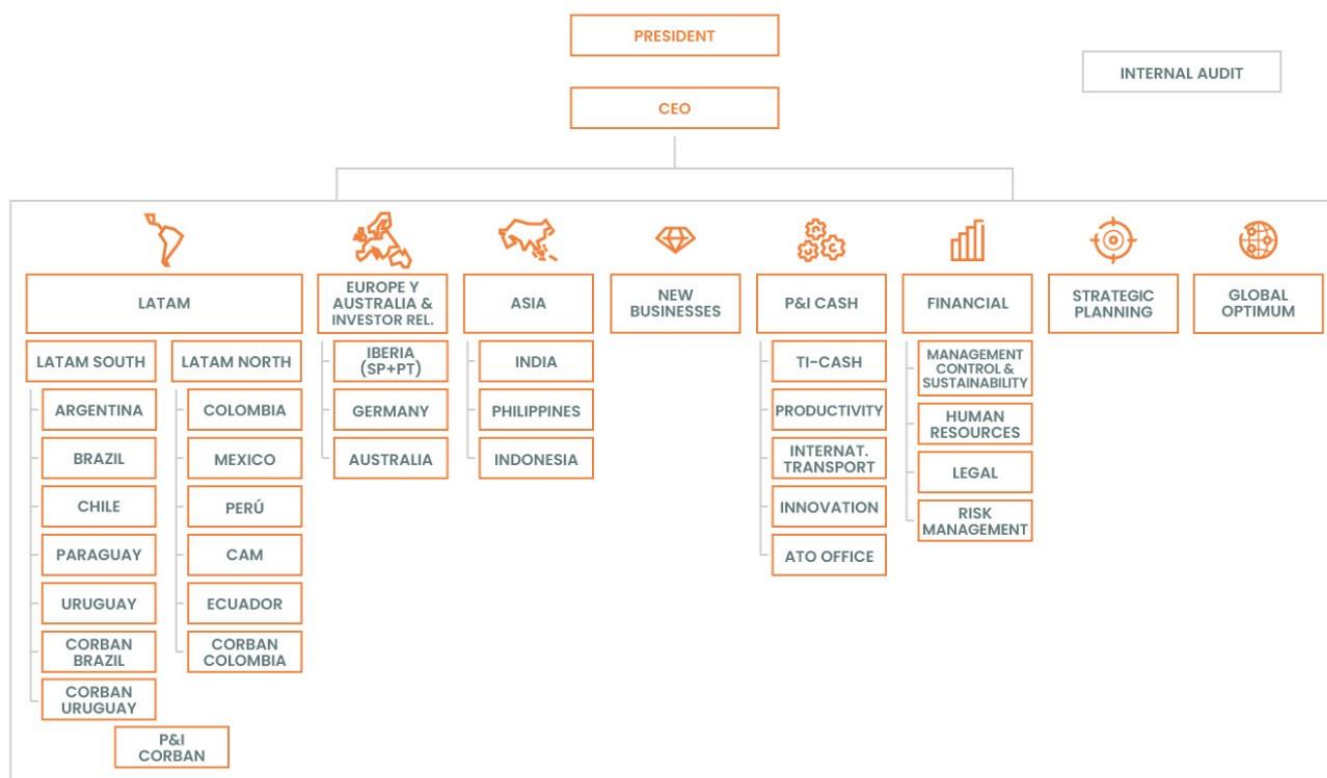 PRESIDENT
INTERNAL AUDIT
CEO
LATAM
EUROPE Y
AUSTRALIA &
INVESTOR REL.
ASIA
NEW
BUSINESSES
P&I CASH
FINANCIAL
STRATEGIC
PLANNING
GLOBAL
OPTIMUM
LATAM SOUTH
ARGENTINA
BRAZIL
CHILE
PARAGUAY
URUGUAY
CORBAN
BRAZIL
CORBAN
URUGUAY
LATAM NORTH
COLOMBIA
MEXICO
PERÚ
CAM
ECUADOR
CORBAN
COLOMBIA
P&I
CORBAN
IBERIA
(SP+PT)
GERMANY
AUSTRALIA
INDIA
PHILIPPINES
INDONESIA
TI-CASH
PRODUCTIVITY
INTERNAT.
TRANSPORT
INNOVATION
ATO OFFICE
MANAGEMENT
CONTROL &
SUSTAINABILITY
HUMAN
RESOURCES
LEGAL
RISK
MANAGEMENT